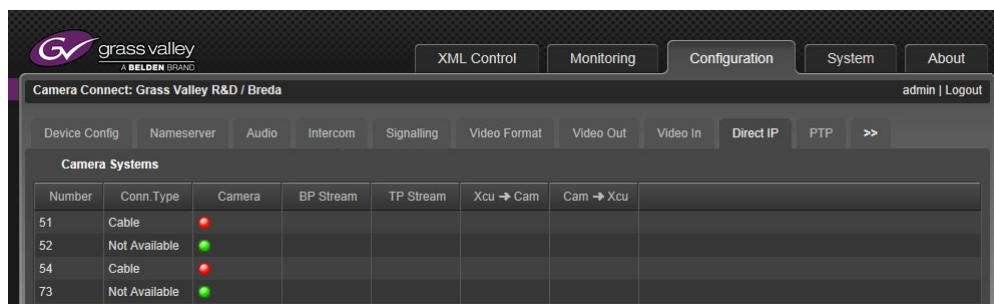 grass valley
A BELDEN BRAND
XML Control Monitoring Configuration System About
Camera Connect: Grass Valley R&D / Breda admin | Logout
Device Config Nameserver Audio Intercom Signalling Video Format Video Out Video In Direct IP PTP >>
Camera Systems
Number Conn.Type Camera BP Stream TP Stream Xcu ➔ Cam Cam ➔ Xcu
51 Cable
52 Not Available
54 Cable
73 Not Available